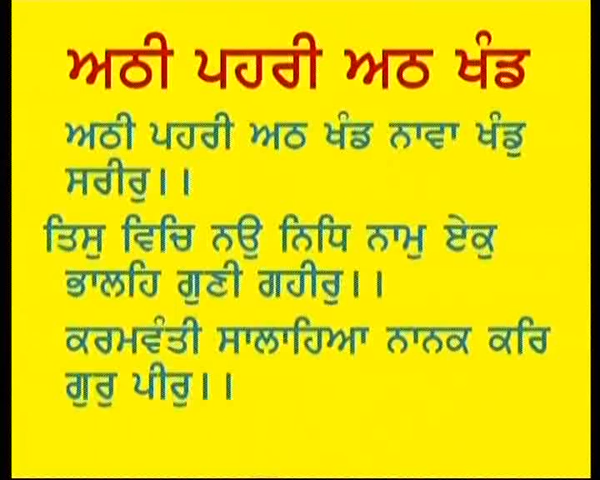 ਅਠੀ ਪਹਰੀ ਅਠ ਖੰਡ
ਅਠੀ ਪਹਰੀ ਅਠ ਖੰਡ ਨਾਵਾ ਖੰਡੁ
ਸਰੀਰੁ।।
ਤਿਸੁ ਵਿਚਿ ਨਉ ਨਿਧਿ ਨਾਮੁ ਏਕੁ
ਭਾਲਹਿ ਗੁਣੀ ਗਹੀਰੁ।।
ਕਰਮਵੰਤੀ ਸਾਲਾਹਿਆ ਨਾਨਕ ਕਰਿ
ਗੁਰੁ ਪੀਰੁ।।